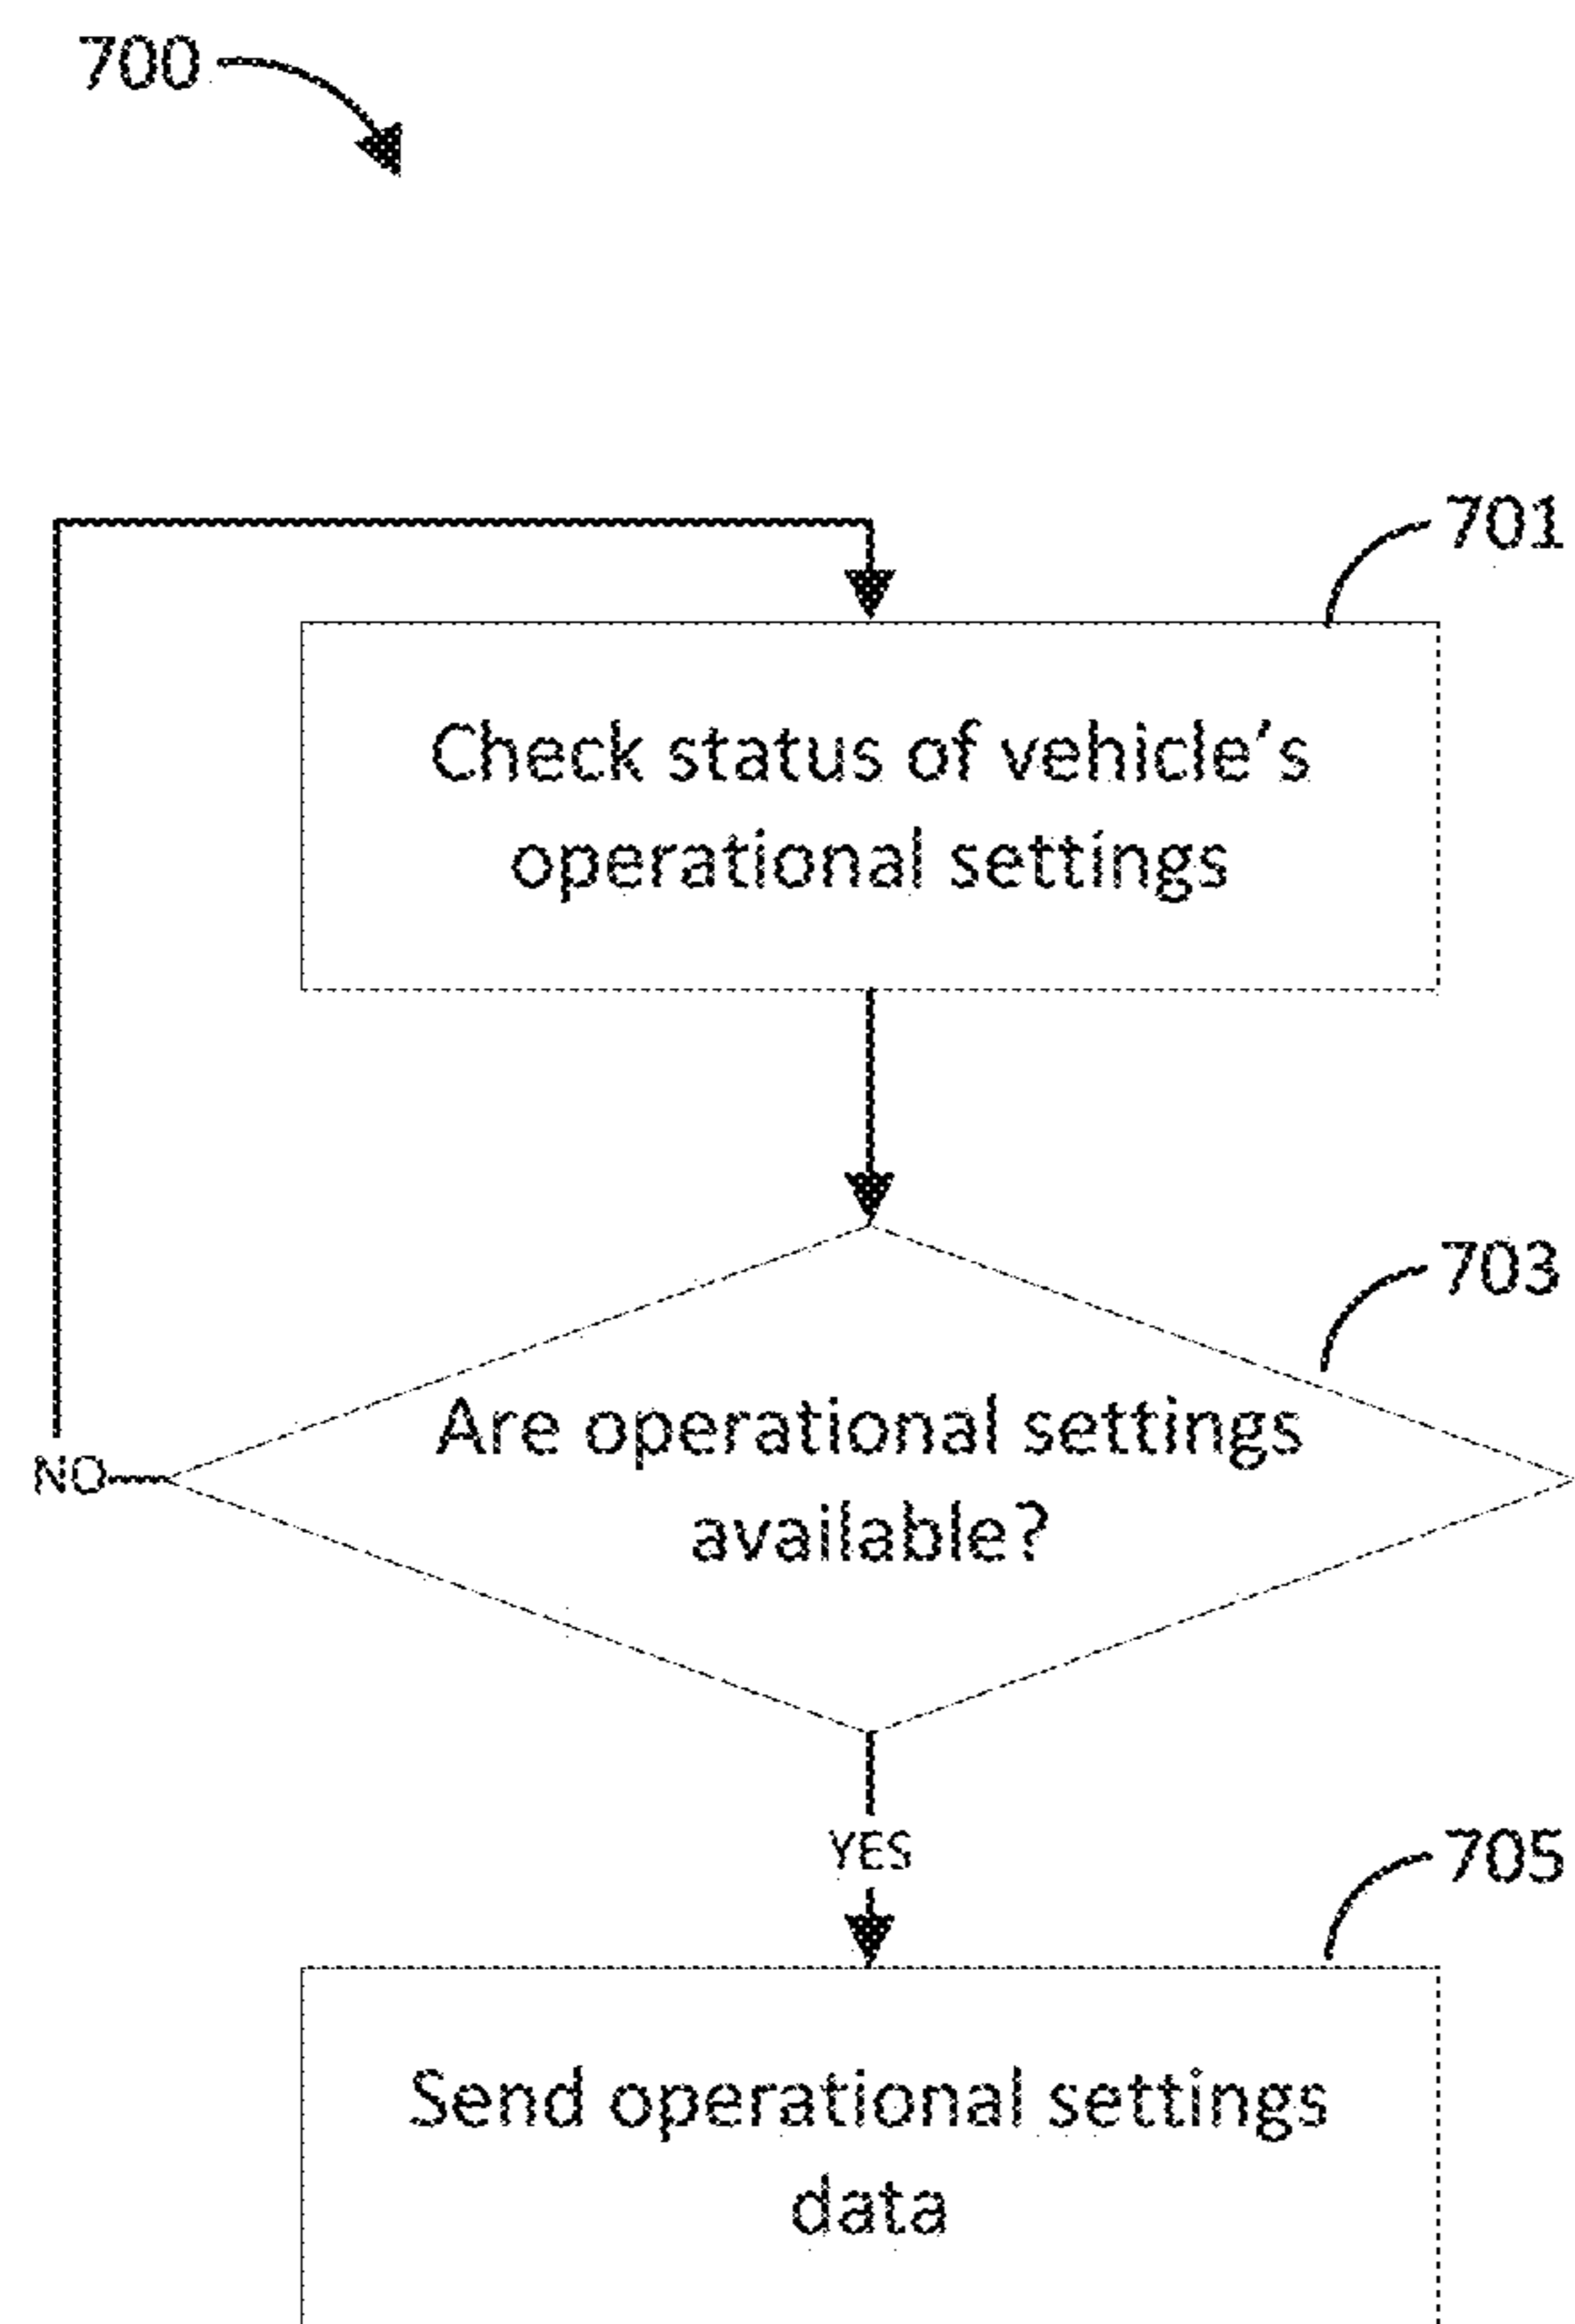 700
701
Check status of vehicle's
operational settings
703
Are operational settings
available?
NO
YES
705
Send operational settings
data